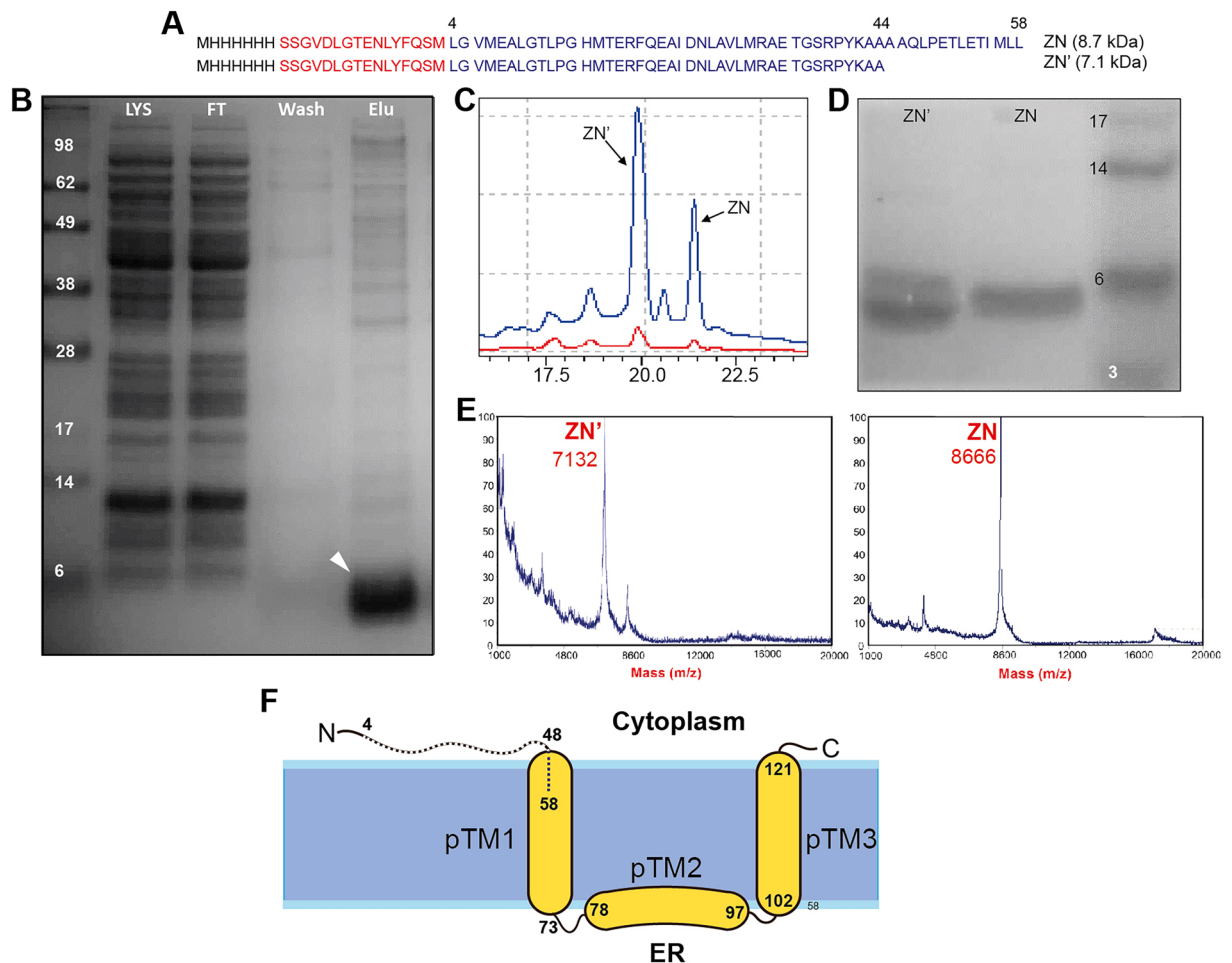 A
4 44 58
MHHHHHH SSGVDLGTENLYFQSM LG VMEALGTLPG HMTERFQEAI DNLAVLMRAE TGSRPYKAAA AQLPETLETI MLL ZN (8.7 kDa)
MHHHHHH SSGVDLGTENLYFQSM LG VMEALGTLPG HMTERFQEAI DNLAVLMRAE TGSRPYKAA ZN' (7.1 kDa)
B
LYS FT Wash Elu
98
62
49
38
28
17
14
6
C
ZN'
ZN
17.5 20.0 22.5
D
ZN' ZN
17
14
6
3
E
100
90
80
70
60
50
40
30
20
10
0
ZN'
7132
1000 4800 8600 12000 15000 20000
Mass (m/z)
100
90
80
70
60
50
40
30
20
10
0
ZN
8666
1000 4900 8600 12000 16000 20000
Mass (m/z)
F
Cytoplasm
N 4 48 C
121
58
pTM1 pTM3
pTM2
78 97 102 58
73
ER